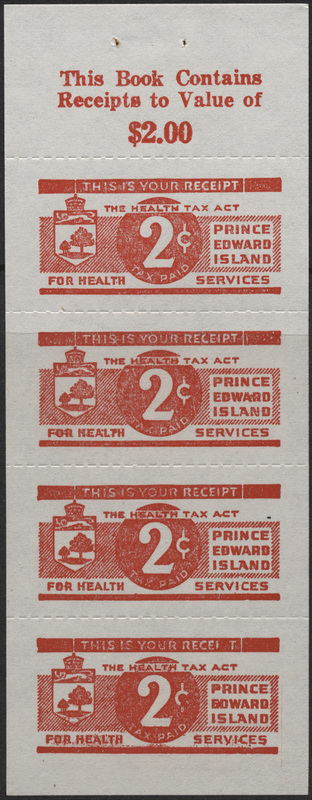 This Book Contains
Receipts to Value of
$2.00
THIS IS YOUR RECEIPT
THE HEALTH TAX ACT
2¢
PRINCE
EDWARD
ISLAND
TAX PAID
FOR HEALTH SERVICES
THIS IS YOUR RECEIPT
THE HEALTH TAX ACT
2¢
PRINCE
EDWARD
ISLAND
TAX PAID
FOR HEALTH SERVICES
THIS IS YOUR RECEIPT
THE HEALTH TAX ACT
2¢
PRINCE
EDWARD
ISLAND
TAX PAID
FOR HEALTH SERVICES
THIS IS YOUR RECEI T
THE HEALTH TAX ACT
2¢
PRINCE
EDWARD
ISLAND
TAX PAID
FOR HEALTH SERVICES